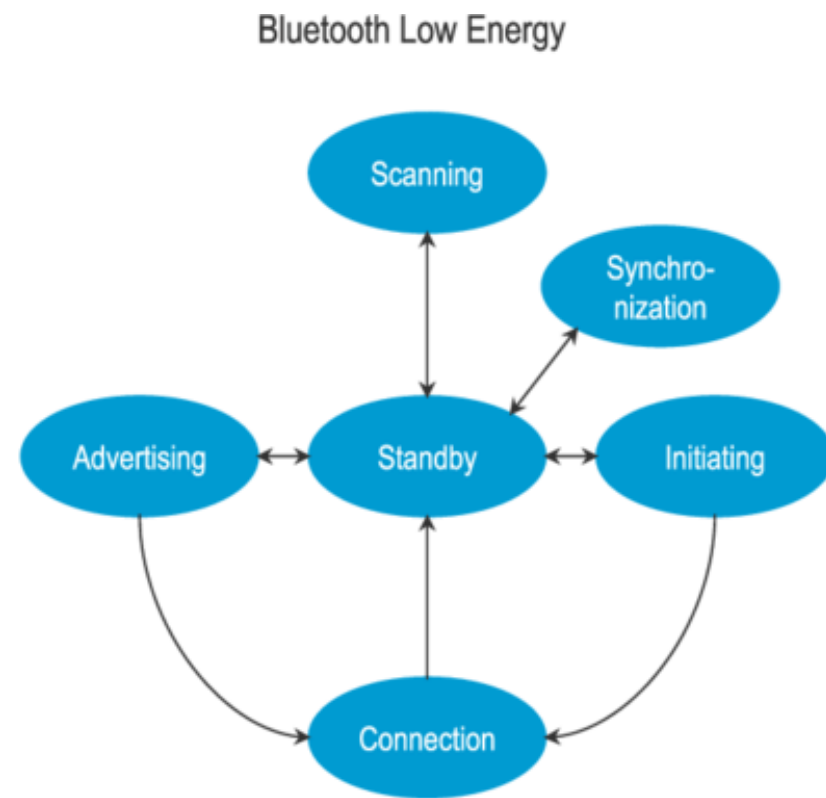 Bluetooth Low Energy
Scanning
Synchro-
nization
Advertising
Standby
Initiating
Connection